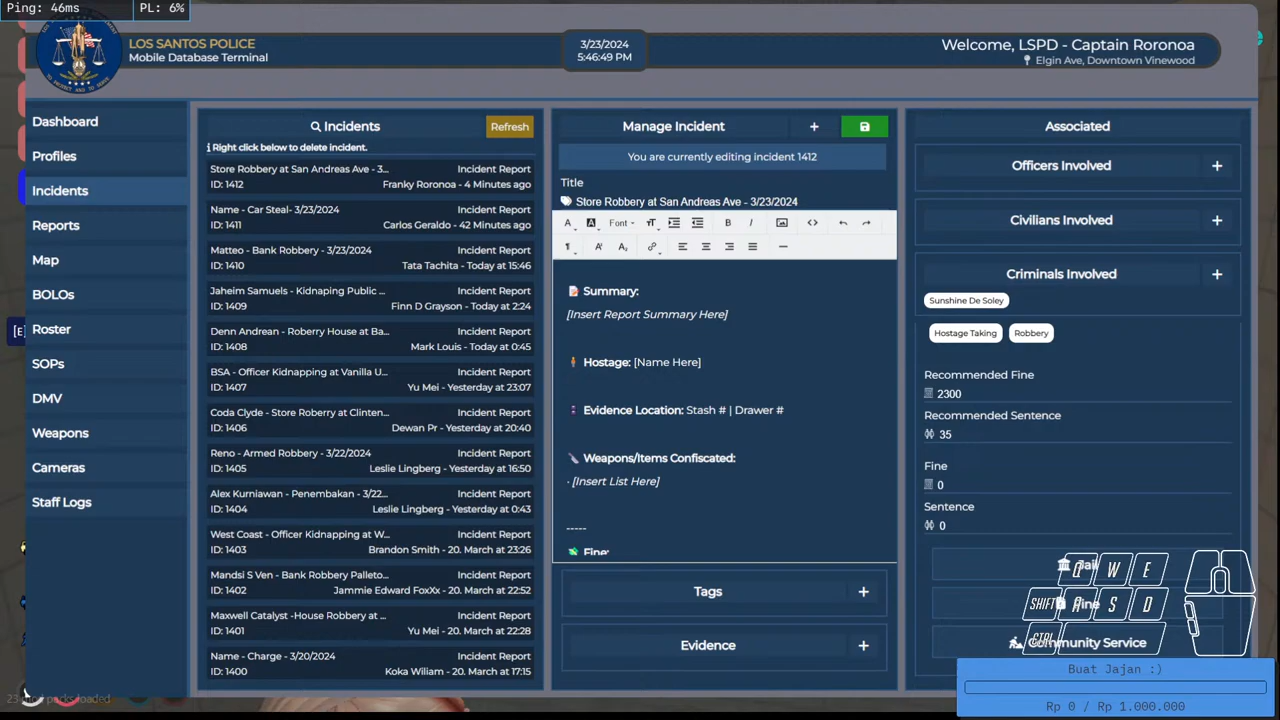 Ping: 46ms
PL: 6%
LOS SANTOS POLICE
Mobile Database Terminal
3/23/2024
5:46:49 PM
Welcome, LSPD - Captain Roronoa
Elgin Ave, Downtown Vinewood
Dashboard
Profiles
Incidents
Reports
Map
BOLOs
[E]
Roster
SOPs
DMV
Weapons
Cameras
Staff Logs
Incidents
Refresh
Right click below to delete incident.
Store Robbery at San Andreas Ave - 3... Incident Report
ID: 1412 Franky Roronoa - 4 Minutes ago
Name - Car Steal- 3/23/2024 Incident Report
ID: 1411 Carlos Geraldo - 42 Minutes ago
Matteo - Bank Robbery - 3/23/2024 Incident Report
ID: 1410 Tata Tachita - Today at 15:46
Jaheim Samuels - Kidnaping Public ... Incident Report
ID: 1409 Finn D Grayson - Today at 2:24
Denn Andrean - Roberry House at Ba... Incident Report
ID: 1408 Mark Louis - Today at 0:45
BSA - Officer Kidnapping at Vanilla U... Incident Report
ID: 1407 Yu Mei - Yesterday at 23:07
Coda Clyde - Store Roberry at Clinten... Incident Report
ID: 1406 Dewan Pr - Yesterday at 20:40
Reno - Armed Robbery - 3/22/2024 Incident Report
ID: 1405 Leslie Lingberg - Yesterday at 16:50
Alex Kurniawan - Penembakan - 3/22... Incident Report
ID: 1404 Leslie Lingberg - Yesterday at 0:43
West Coast - Officer Kidnapping at W... Incident Report
ID: 1403 Brandon Smith - 20. March at 23:26
Mandsi S Ven - Bank Robbery Palleto... Incident Report
ID: 1402 Jammie Edward FoxXx - 20. March at 22:52
Maxwell Catalyst -House Robbery at ... Incident Report
ID: 1401 Yu Mei - 20. March at 22:28
Name - Charge - 3/20/2024 Incident Report
ID: 1400 Koka Wiliam - 20. March at 17:15
Manage Incident +
You are currently editing incident 1412
Title
Store Robbery at San Andreas Ave - 3/23/2024
Font
B I
Summary:
[Insert Report Summary Here]
Hostage: [Name Here]
Evidence Location: Stash # | Drawer #
Weapons/Items Confiscated:
· [Insert List Here]
-----
Fine:
Tags +
Evidence +
Associated
Officers Involved +
Civilians Involved +
Criminals Involved +
Sunshine De Soley
Hostage Taking Robbery
Recommended Fine
2300
Recommended Sentence
35
Fine
0
Sentence
0
Jail
Fine
Community Service
Q W E
SHIFT A S D
CTRL
Buat Jajan :)
Rp 0 / Rp 1.000.000